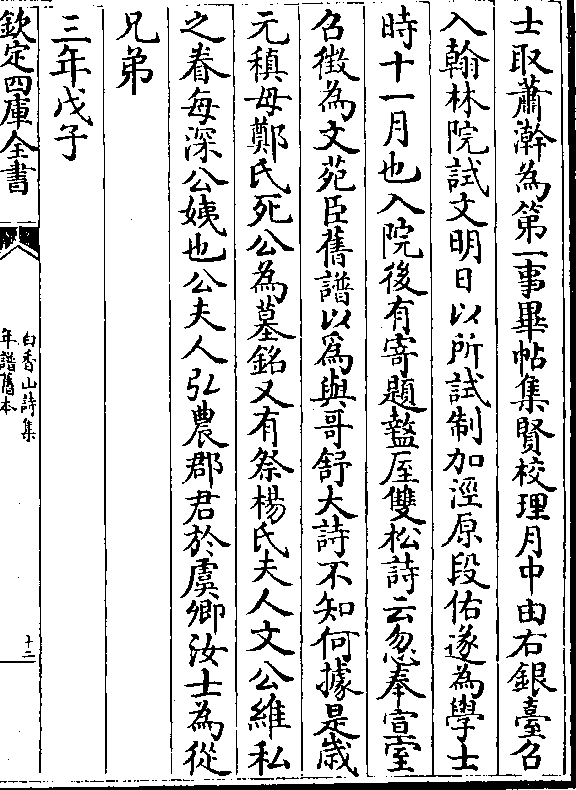 士取蕭澣為第一事畢帖集賢校理月中由右銀臺召
入翰林院試文明日以所試制加涇原段佑遂為學士
時十一月也入院後有寄題盩厔雙松詩云忽奉宣室
召徵為文苑臣舊譜以為與哥舒大詩不知何據是歳
元稹母鄭氏死公為墓銘又有祭楊氏夫人文公維私
之眷每深公姨也公夫人弘農郡君於虞卿汝士為從
兄弟
三年戊子
欽定四庫全書
白香山詩集
年譜舊本
十二